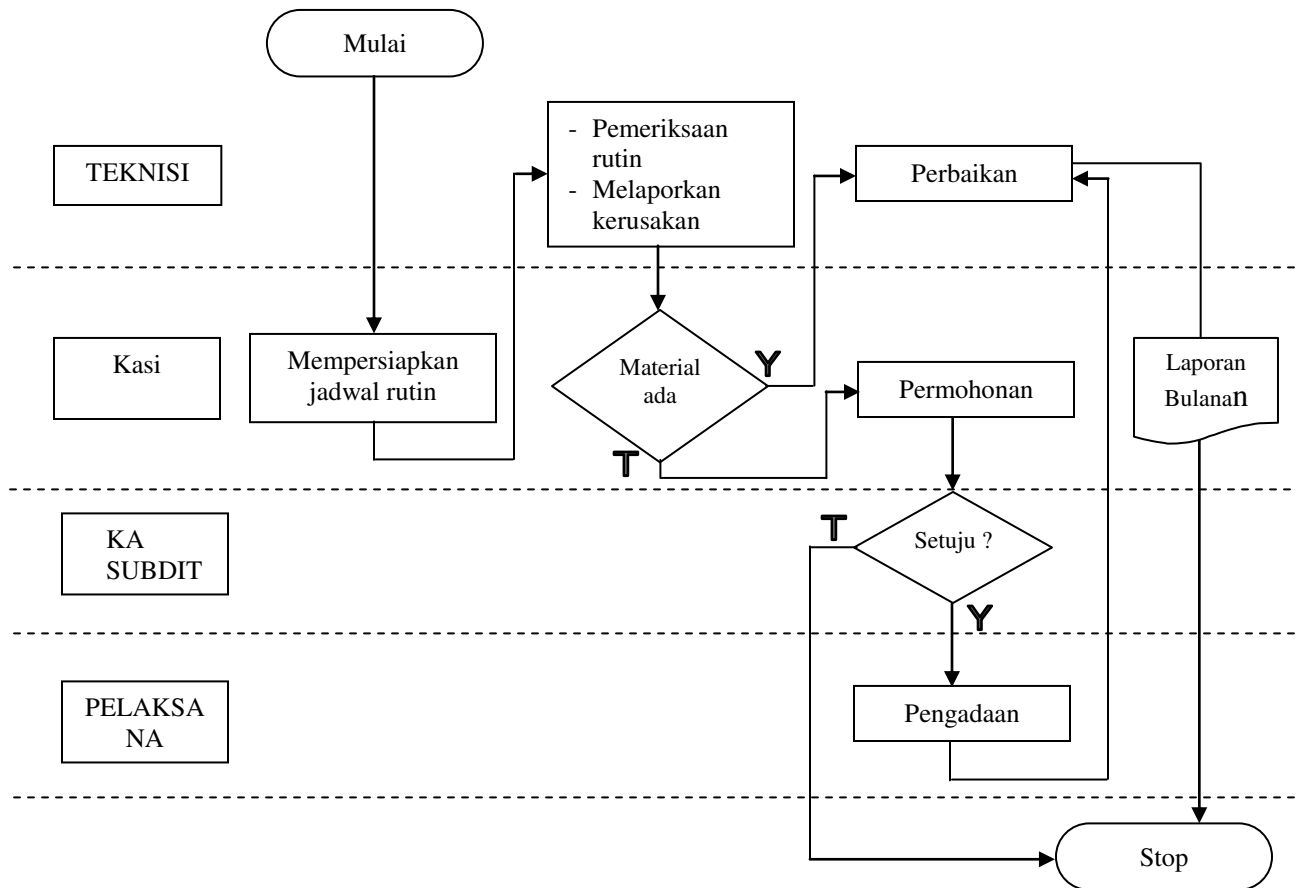 Mulai
TEKNISI
- Pemeriksaan
rutin
- Melaporkan
kerusakan
Perbaikan
Kasi
Mempersiapkan
jadwal rutin
Material
ada
Y
T
Permohonan
Laporan
Bulanan
KA
SUBDIT
T
Setuju ?
Y
PELAKSA
NA
Pengadaan
Stop